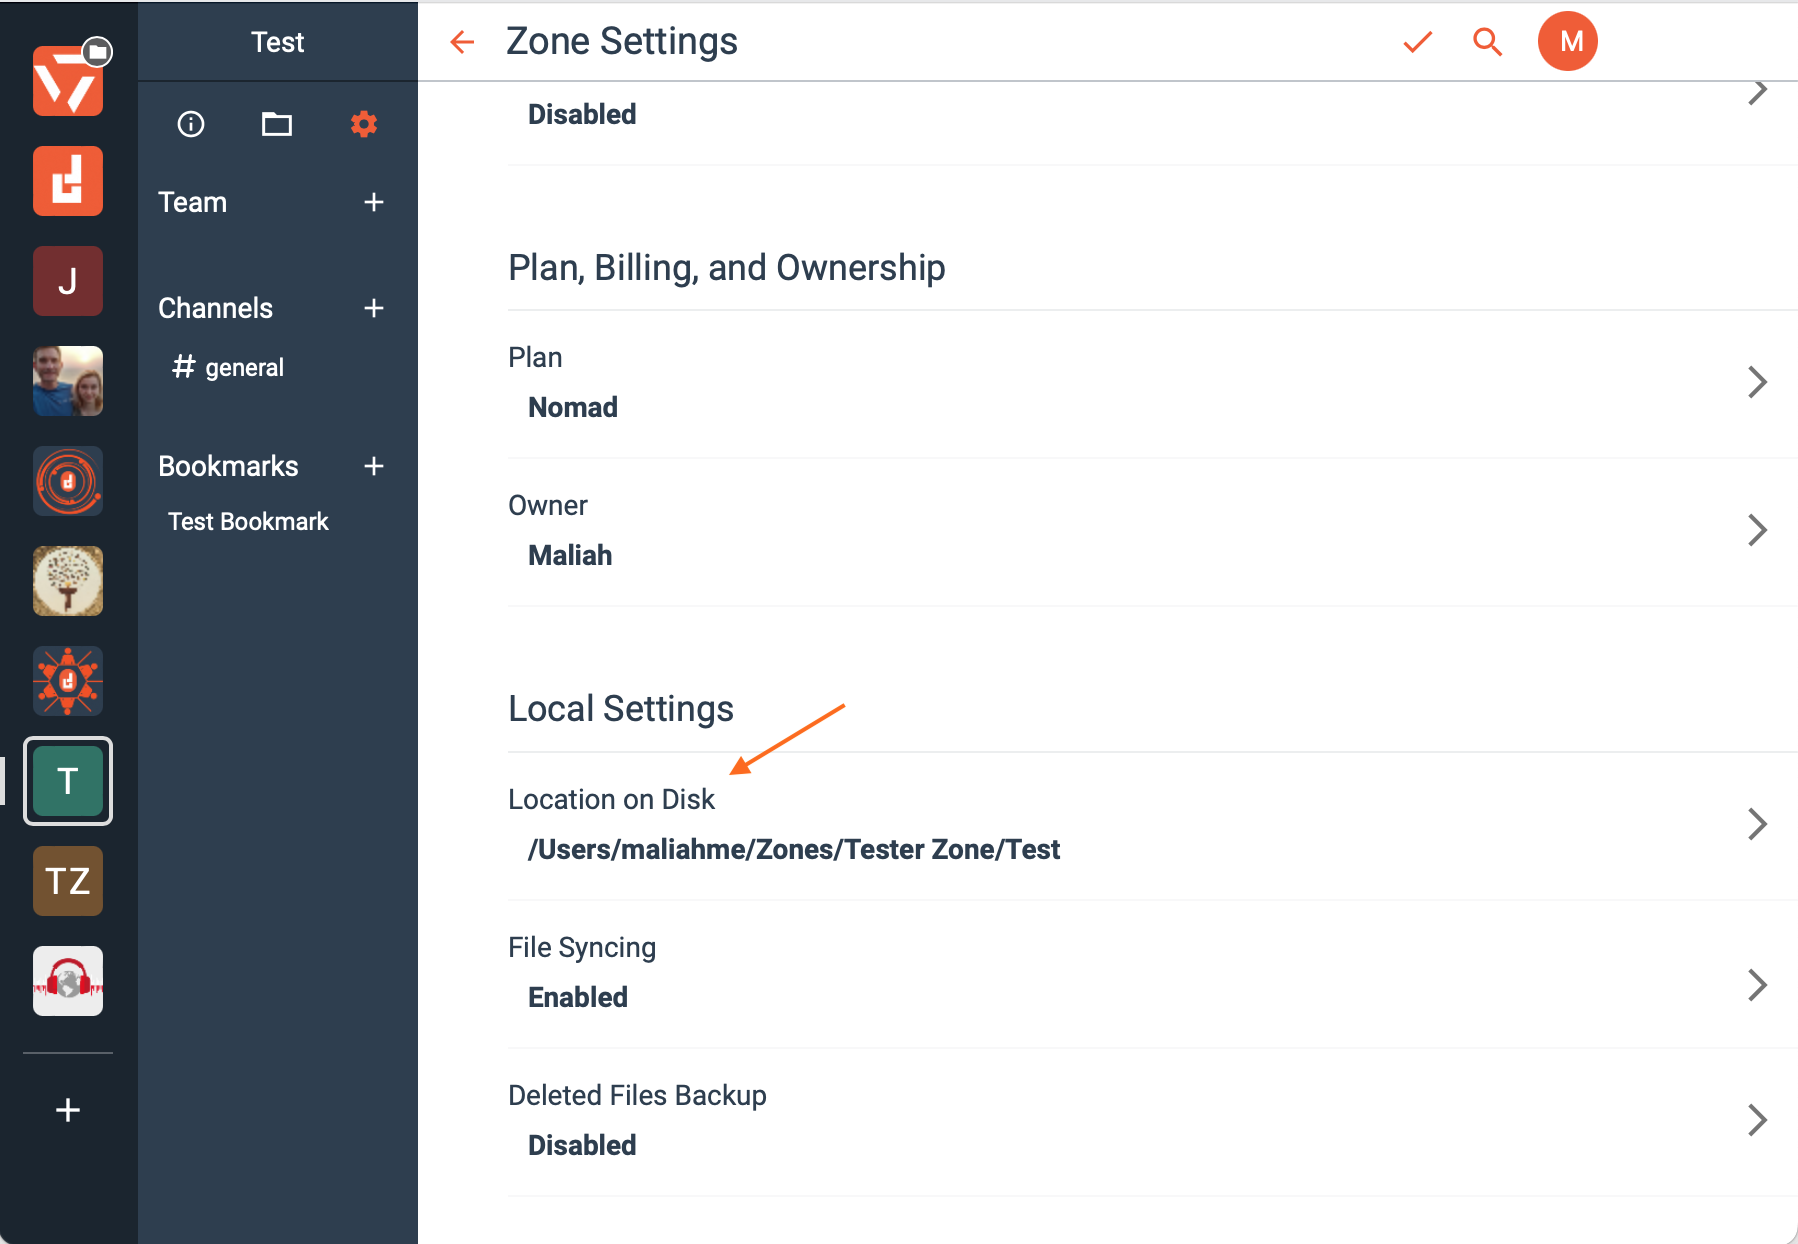 J
T
TZ
Test
Team
Channels
# general
Bookmarks
Test Bookmark
Zone Settings
M
Disabled
Plan, Billing, and Ownership
Plan
Nomad
Owner
Maliah
Local Settings
Location on Disk
/Users/maliahme/Zones/Tester Zone/Test
File Syncing
Enabled
Deleted Files Backup
Disabled